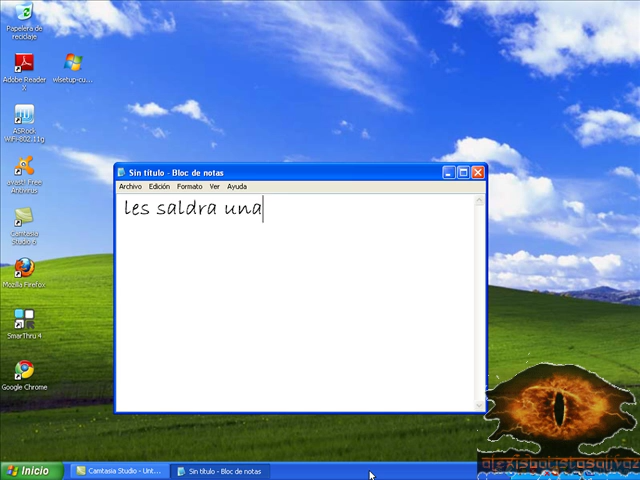 Papelera de
reciclaje
Adobe Reader
X
wlsetup-cu...
ASRock
WiFi-802.11g
avast! Free
Antivirus
Camtasia
Studio 6
Mozilla Firefox
SmarThru 4
Google Chrome
Sin título - Bloc de notas
Archivo Edición Formato Ver Ayuda
les saldra una
Inicio
Camtasia Studio - Unt...
Sin título - Bloc de notas